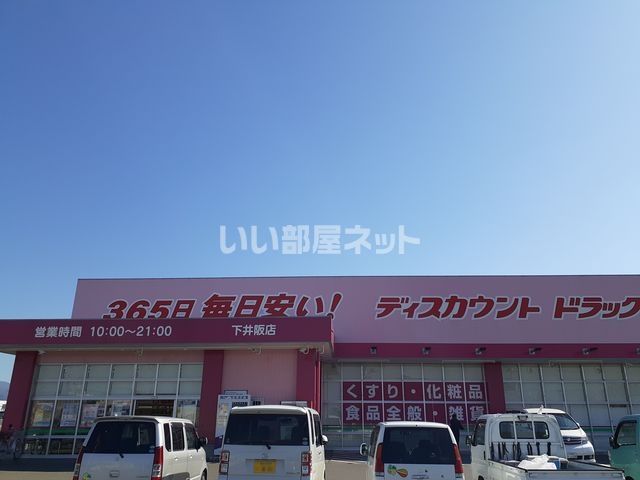 いい部屋ネット
365日 毎日安い! ディスカウント ドラッグ
営業時間 10:00～21:00 下井阪店
くすり・化粧品
食品全般・雑貨